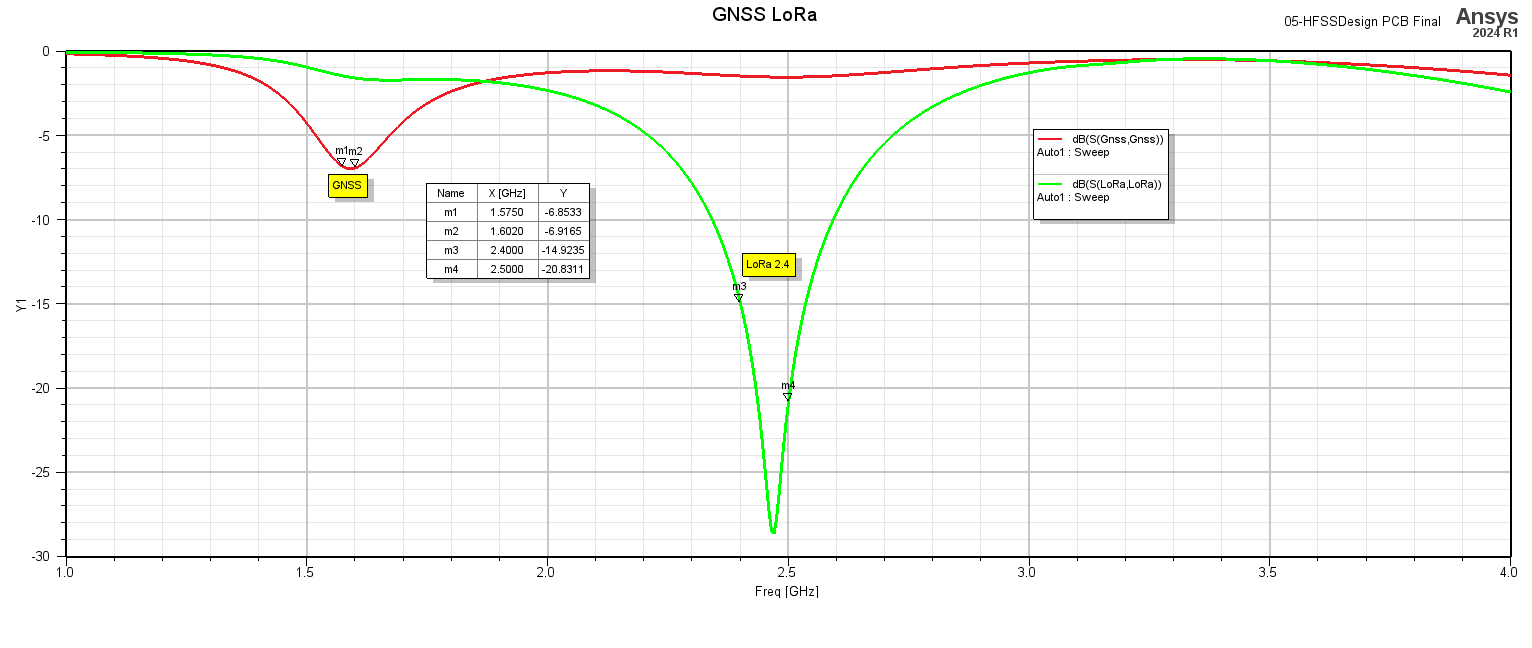 GNSS LoRa
05-HFSSDesign PCB Final
Ansys
2024 R1
0
-5
-10
-15
-20
-25
-30
Y1
m1 m2
GNSS
Name X [GHz] Y
m1 1.5750 -6.8533
m2 1.6020 -6.9165
m3 2.4000 -14.9235
m4 2.5000 -20.8311
LoRa 2.4
m3
m4
dB(S(Gnss,Gnss))
Auto1 : Sweep
dB(S(LoRa,LoRa))
Auto1 : Sweep
1.0 1.5 2.0 2.5 3.0 3.5 4.0
Freq [GHz]